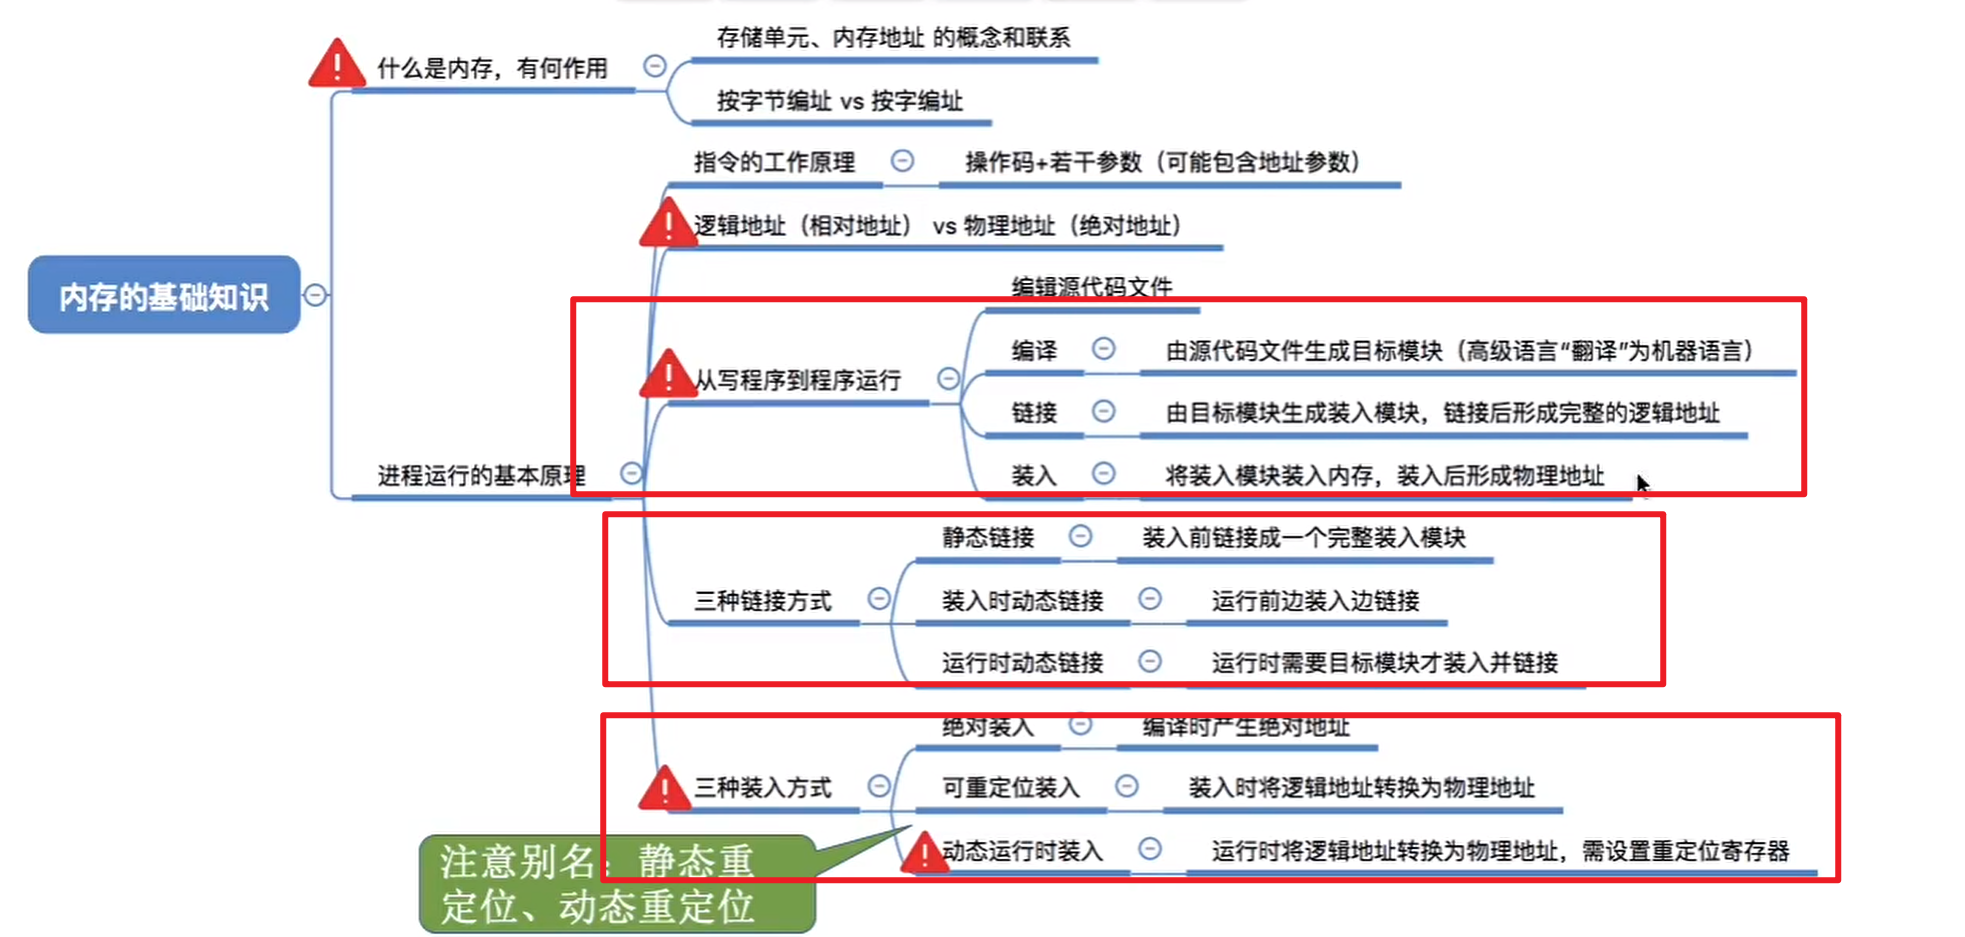 什么是内存，有何作用
存储单元、内存地址 的概念和联系
按字节编址 vs 按字编址
指令的工作原理
操作码+若干参数（可能包含地址参数）
逻辑地址（相对地址） vs 物理地址（绝对地址）
内存的基础知识
编辑源代码文件
编译
由源代码文件生成目标模块（高级语言“翻译”为机器语言）
从写程序到程序运行
链接
由目标模块生成装入模块，链接后形成完整的逻辑地址
装入
将装入模块装入内存，装入后形成物理地址
进程运行的基本原理
静态链接
装入前链接成一个完整装入模块
三种链接方式
装入时动态链接
运行前边装入边链接
运行时动态链接
运行时需要目标模块才装入并链接
绝对装入
编译时产生绝对地址
三种装入方式
可重定位装入
装入时将逻辑地址转换为物理地址
动态运行时装入
运行时将逻辑地址转换为物理地址，需设置重定位寄存器
注意别名：静态重
定位、动态重定位